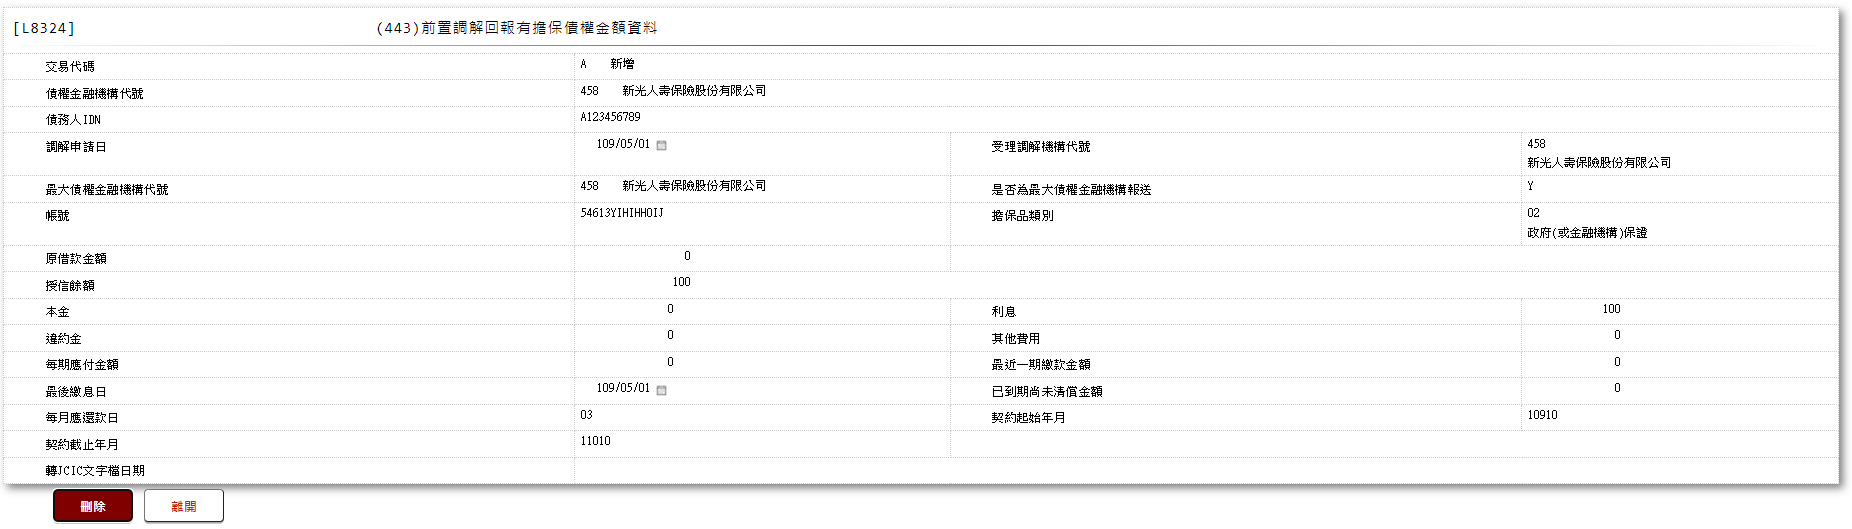 [L8324] (443)前置調解回報有擔保債權金額資料
交易代碼 A 新增
債權金融機構代號 458 新光人壽保險股份有限公司
債務人IDN A123456789
調解申請日 109/05/01 受理調解機構代號 458
新光人壽保險股份有限公司
最大債權金融機構代號 458 新光人壽保險股份有限公司 是否為最大債權金融機構報送 Y
帳號 54613YIHIHHOIJ 擔保品類別 02
政府(或金融機構)保證
原借款金額 0
授信餘額 100
本金 0 利息 100
違約金 0 其他費用 0
每期應付金額 0 最近一期繳款金額 0
最後繳息日 109/05/01 已到期尚未清償金額 0
每月應還款日 03 契約起始年月 10910
契約截止年月 11010
轉JCIC文字檔日期
刪除 離開